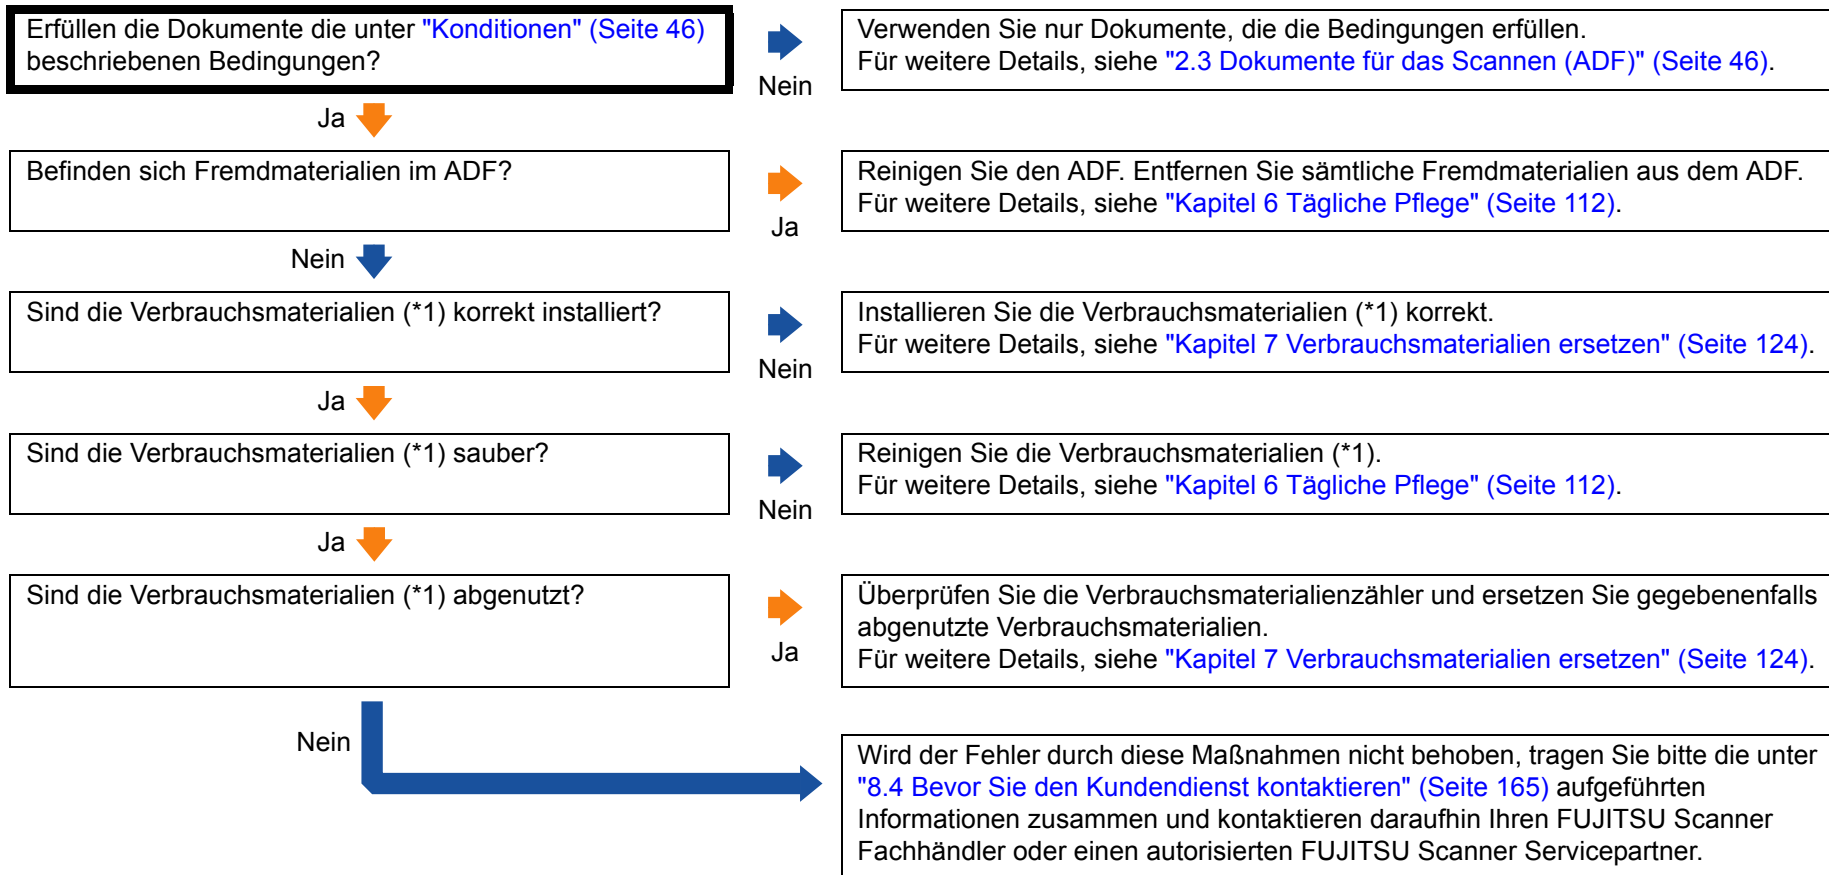 Erfüllen die Dokumente die unter "Konditionen" (Seite 46)
beschriebenen Bedingungen?
Nein
Verwenden Sie nur Dokumente, die die Bedingungen erfüllen.
Für weitere Details, siehe "2.3 Dokumente für das Scannen (ADF)" (Seite 46).
Ja
Befinden sich Fremdmaterialien im ADF?
Ja
Reinigen Sie den ADF. Entfernen Sie sämtliche Fremdmaterialien aus dem ADF.
Für weitere Details, siehe "Kapitel 6 Tägliche Pflege" (Seite 112).
Nein
Sind die Verbrauchsmaterialien (*1) korrekt installiert?
Nein
Installieren Sie die Verbrauchsmaterialien (*1) korrekt.
Für weitere Details, siehe "Kapitel 7 Verbrauchsmaterialien ersetzen" (Seite 124).
Ja
Sind die Verbrauchsmaterialien (*1) sauber?
Nein
Reinigen Sie die Verbrauchsmaterialien (*1).
Für weitere Details, siehe "Kapitel 6 Tägliche Pflege" (Seite 112).
Ja
Sind die Verbrauchsmaterialien (*1) abgenutzt?
Ja
Überprüfen Sie die Verbrauchsmaterialienzähler und ersetzen Sie gegebenenfalls
abgenutzte Verbrauchsmaterialien.
Für weitere Details, siehe "Kapitel 7 Verbrauchsmaterialien ersetzen" (Seite 124).
Nein
Wird der Fehler durch diese Maßnahmen nicht behoben, tragen Sie bitte die unter
"8.4 Bevor Sie den Kundendienst kontaktieren" (Seite 165) aufgeführten
Informationen zusammen und kontaktieren daraufhin Ihren FUJITSU Scanner
Fachhändler oder einen autorisierten FUJITSU Scanner Servicepartner.